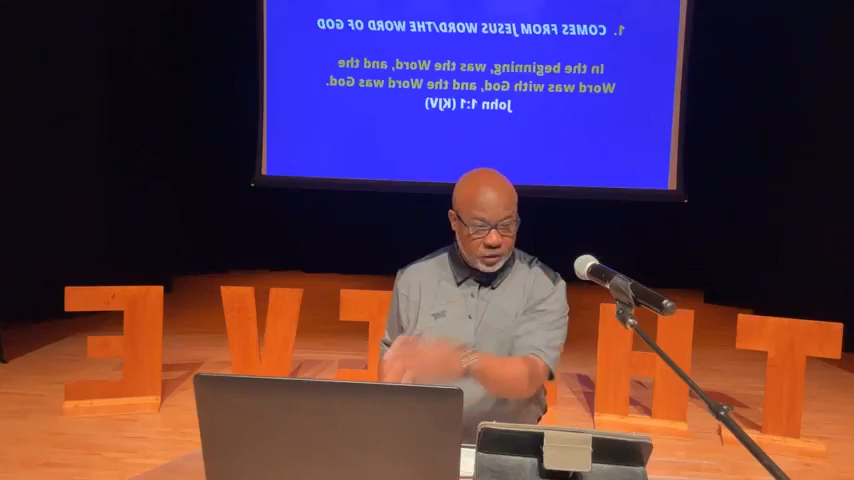 1. COMES FROM JESUS WORD/THE WORD OF GOD
In the beginning, was the Word, and, the
Word was with God, and the Word was God.
John 1:1 (KJV)
THRIVE